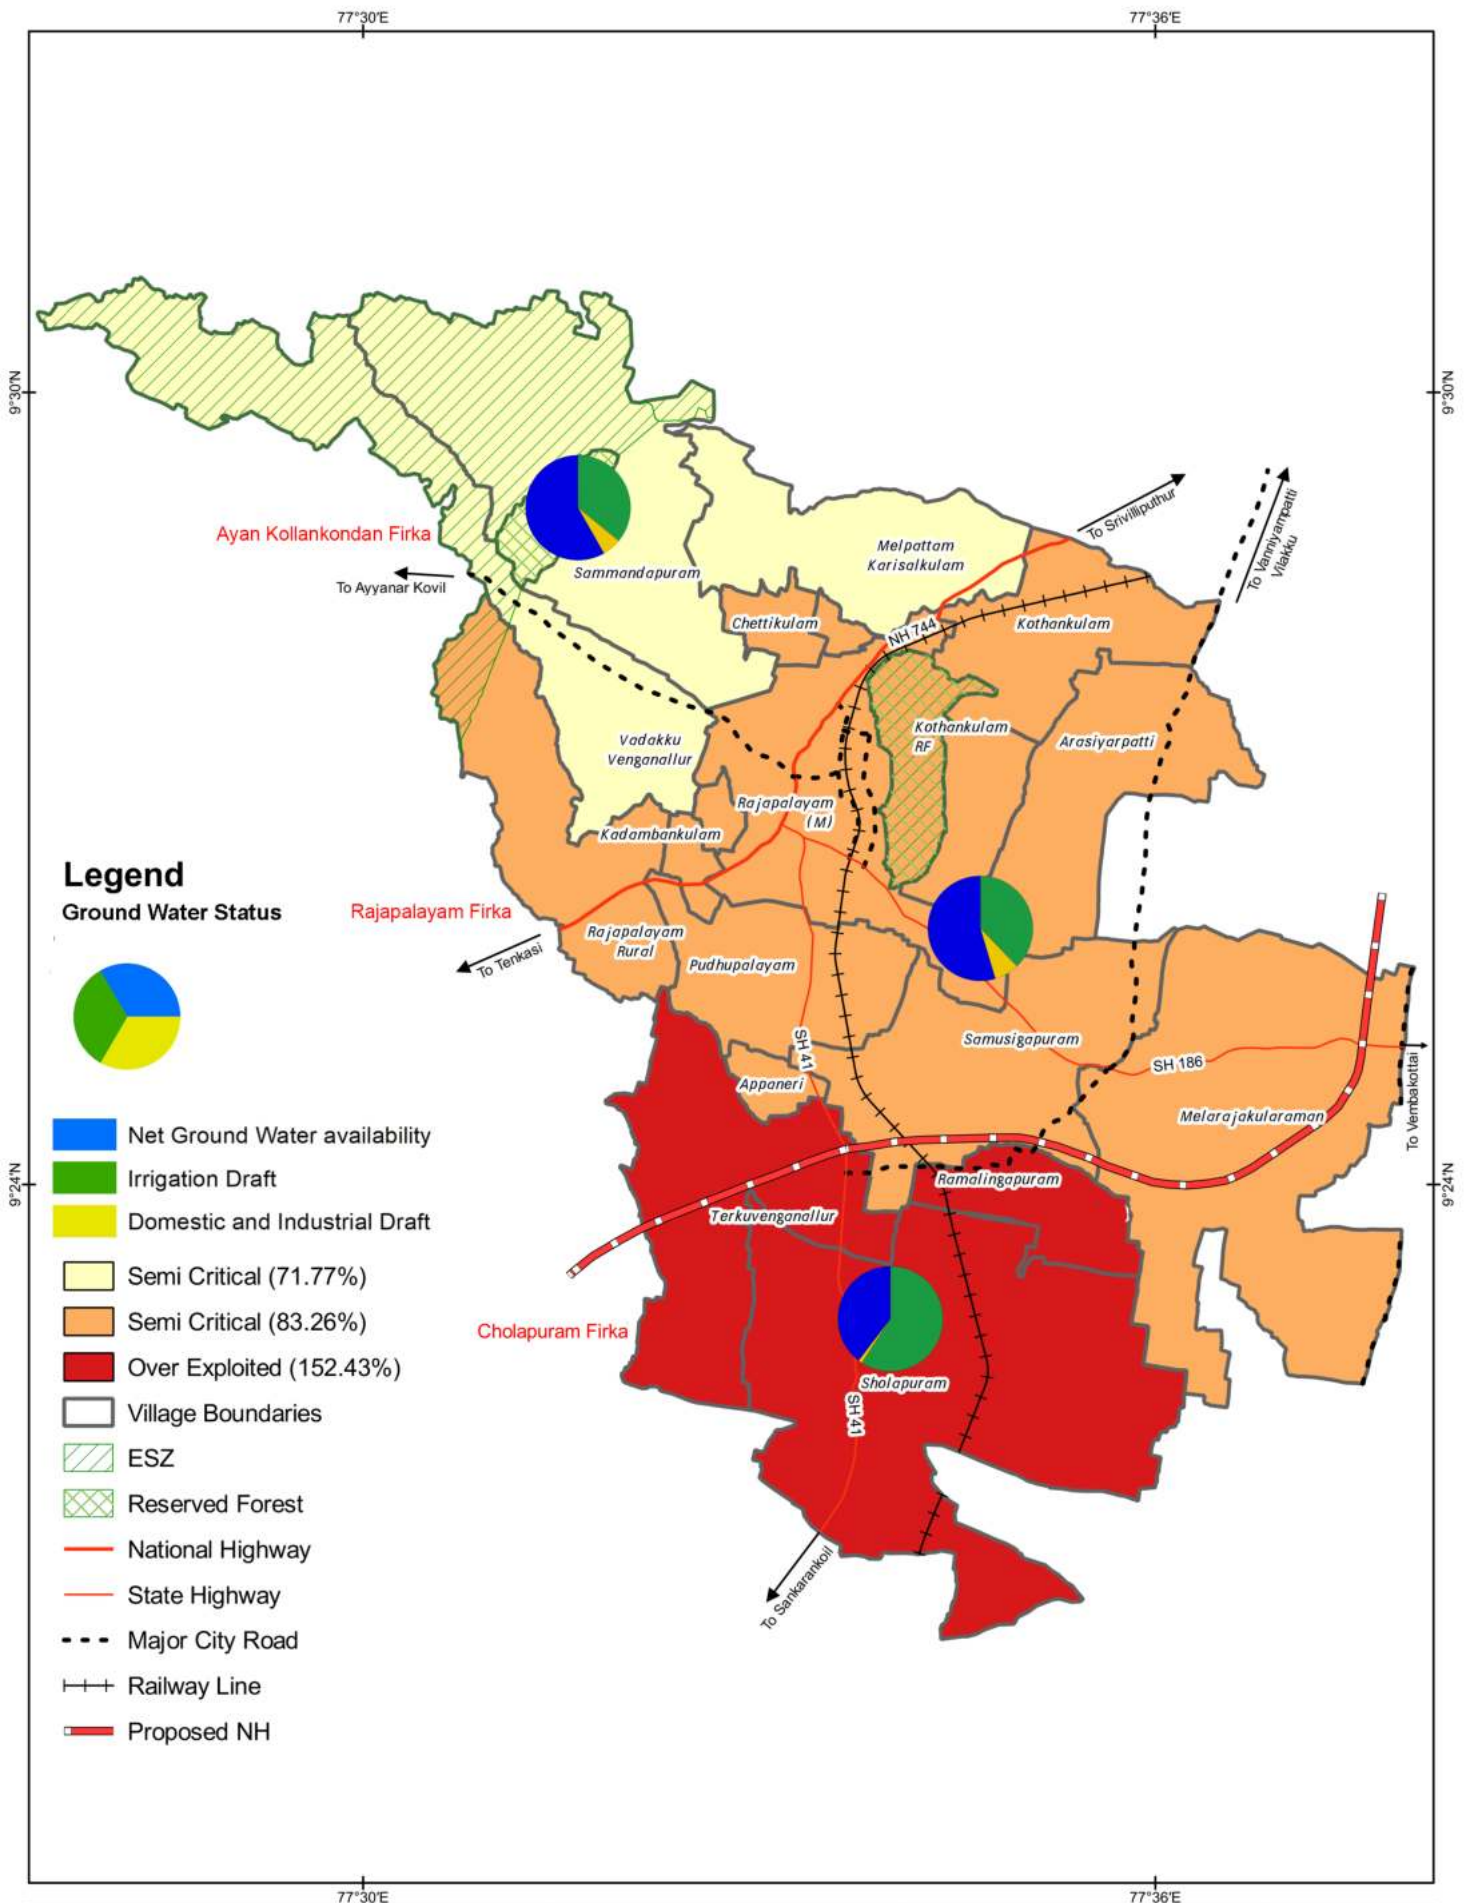 77°30'E
77°36'E
9°30'N
9°30'N
Ayan Kollankondan Firka
To Ayyanar Kovil
Sammandapuram
Melpattam
Karisalkulam
To Srivilliputhur
To Vanniyampatti
Vilakku
Chettikulam
NH 744
Kothankulam
Vadakku
Venganallur
Kothankulam
RF
Arasiyarpatti
Rajapalayam
(M)
Kadambankulam
Legend
Ground Water Status
Rajapalayam Firka
To Tenkasi
Rajapalayam
Rural
Pudhupalayam
SH 41
Samusigapuram
SH 186
To Vembakottai
Appaneri
Melarajakularaman
9°24'N
9°24'N
Ramalingapuram
Terkuvenganallur
Cholapuram Firka
Sholapuram
SH 41
To Sankarankoil
Net Ground Water availability
Irrigation Draft
Domestic and Industrial Draft
Semi Critical (71.77%)
Semi Critical (83.26%)
Over Exploited (152.43%)
Village Boundaries
ESZ
Reserved Forest
National Highway
State Highway
Major City Road
Railway Line
Proposed NH
77°30'E
77°36'E